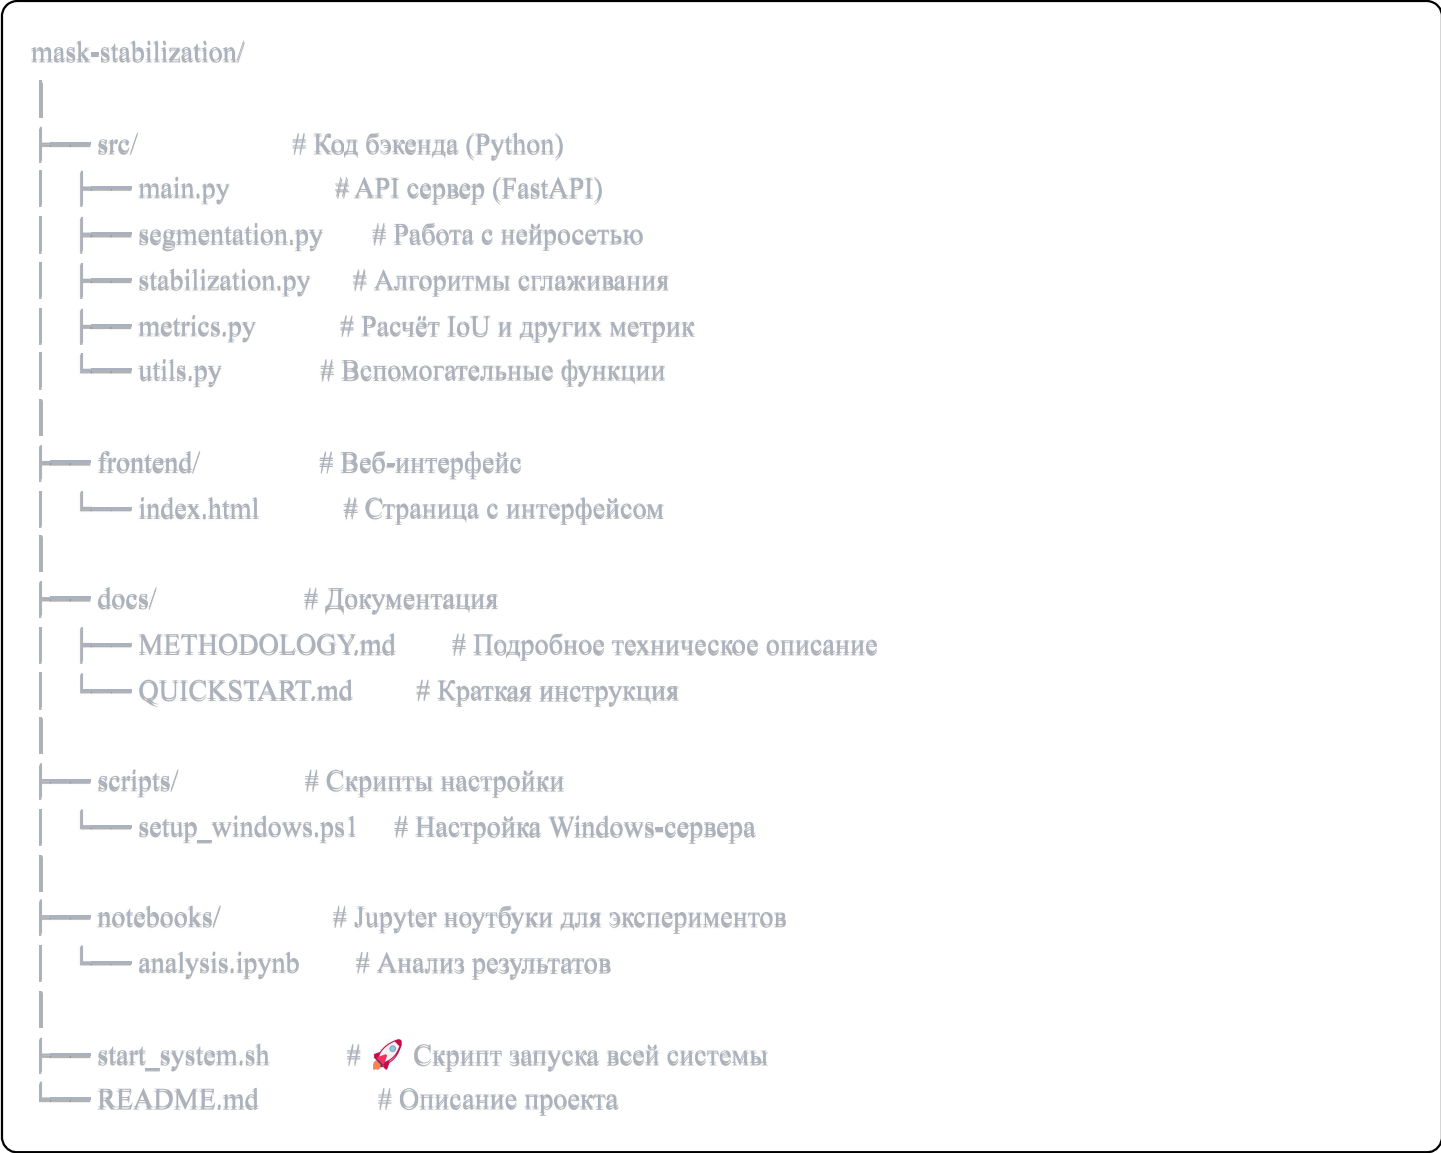 mask-stabilization/
│
├── src/ # Код бэкенда (Python)
│ ├── main.py # API сервер (FastAPI)
│ ├── segmentation.py # Работа с нейросетью
│ ├── stabilization.py # Алгоритмы сглаживания
│ ├── metrics.py # Расчёт IoU и других метрик
│ └── utils.py # Вспомогательные функции
│
├── frontend/ # Веб-интерфейс
│ └── index.html # Страница с интерфейсом
│
├── docs/ # Документация
│ ├── METHODOLOGY.md # Подробное техническое описание
│ └── QUICKSTART.md # Краткая инструкция
│
├── scripts/ # Скрипты настройки
│ └── setup_windows.ps1 # Настройка Windows-сервера
│
├── notebooks/ # Jupyter ноутбуки для экспериментов
│ └── analysis.ipynb # Анализ результатов
│
├── start_system.sh # 🚀 Скрипт запуска всей системы
└── README.md # Описание проекта